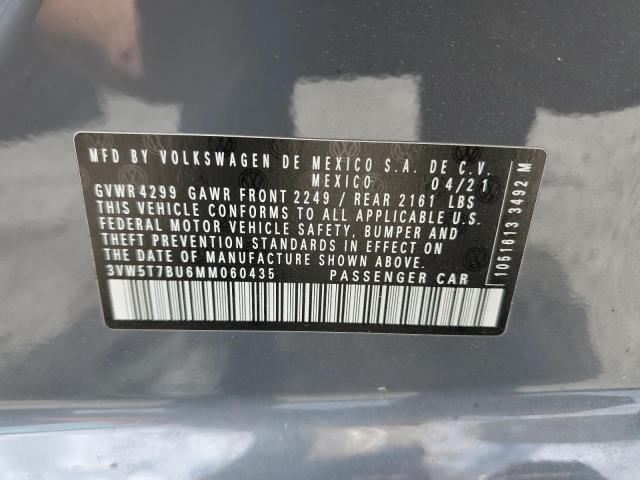 MFD BY VOLKSWAGEN DE MEXICO S.A. DE C.V.
MEXICO 04/21
GVWR 4299 GAWR FRONT 2249 / REAR 2161 LBS
THIS VEHICLE CONFORMS TO ALL APPLICABLE U.S.
FEDERAL MOTOR VEHICLE SAFETY, BUMPER AND
THEFT PREVENTION STANDARDS IN EFFECT ON
THE DATE OF MANUFACTURE SHOWN ABOVE.
3VW5T7BU6MM060435 PASSENGER CAR
1051613 3492 M